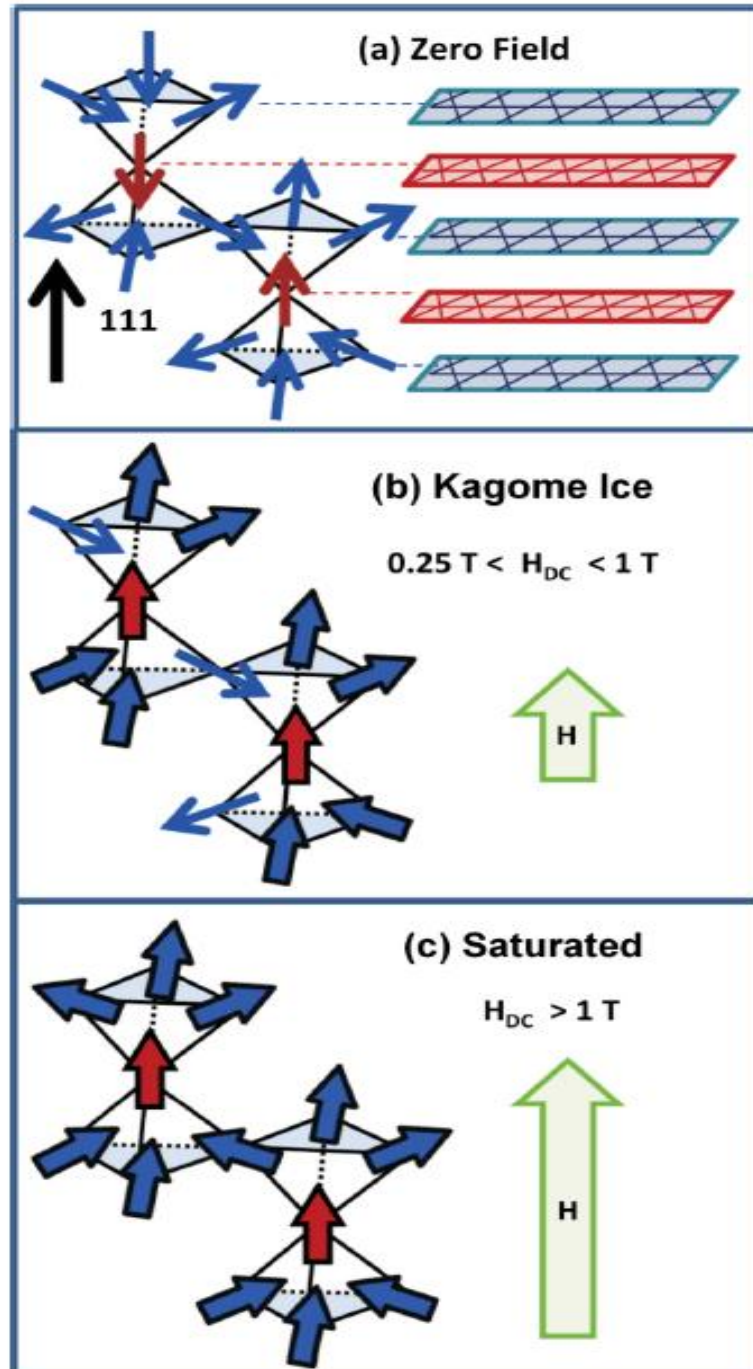 (a) Zero Field
111
(b) Kagome Ice
0.25 T < H_DC < 1 T
H
(c) Saturated
H_DC > 1 T
H